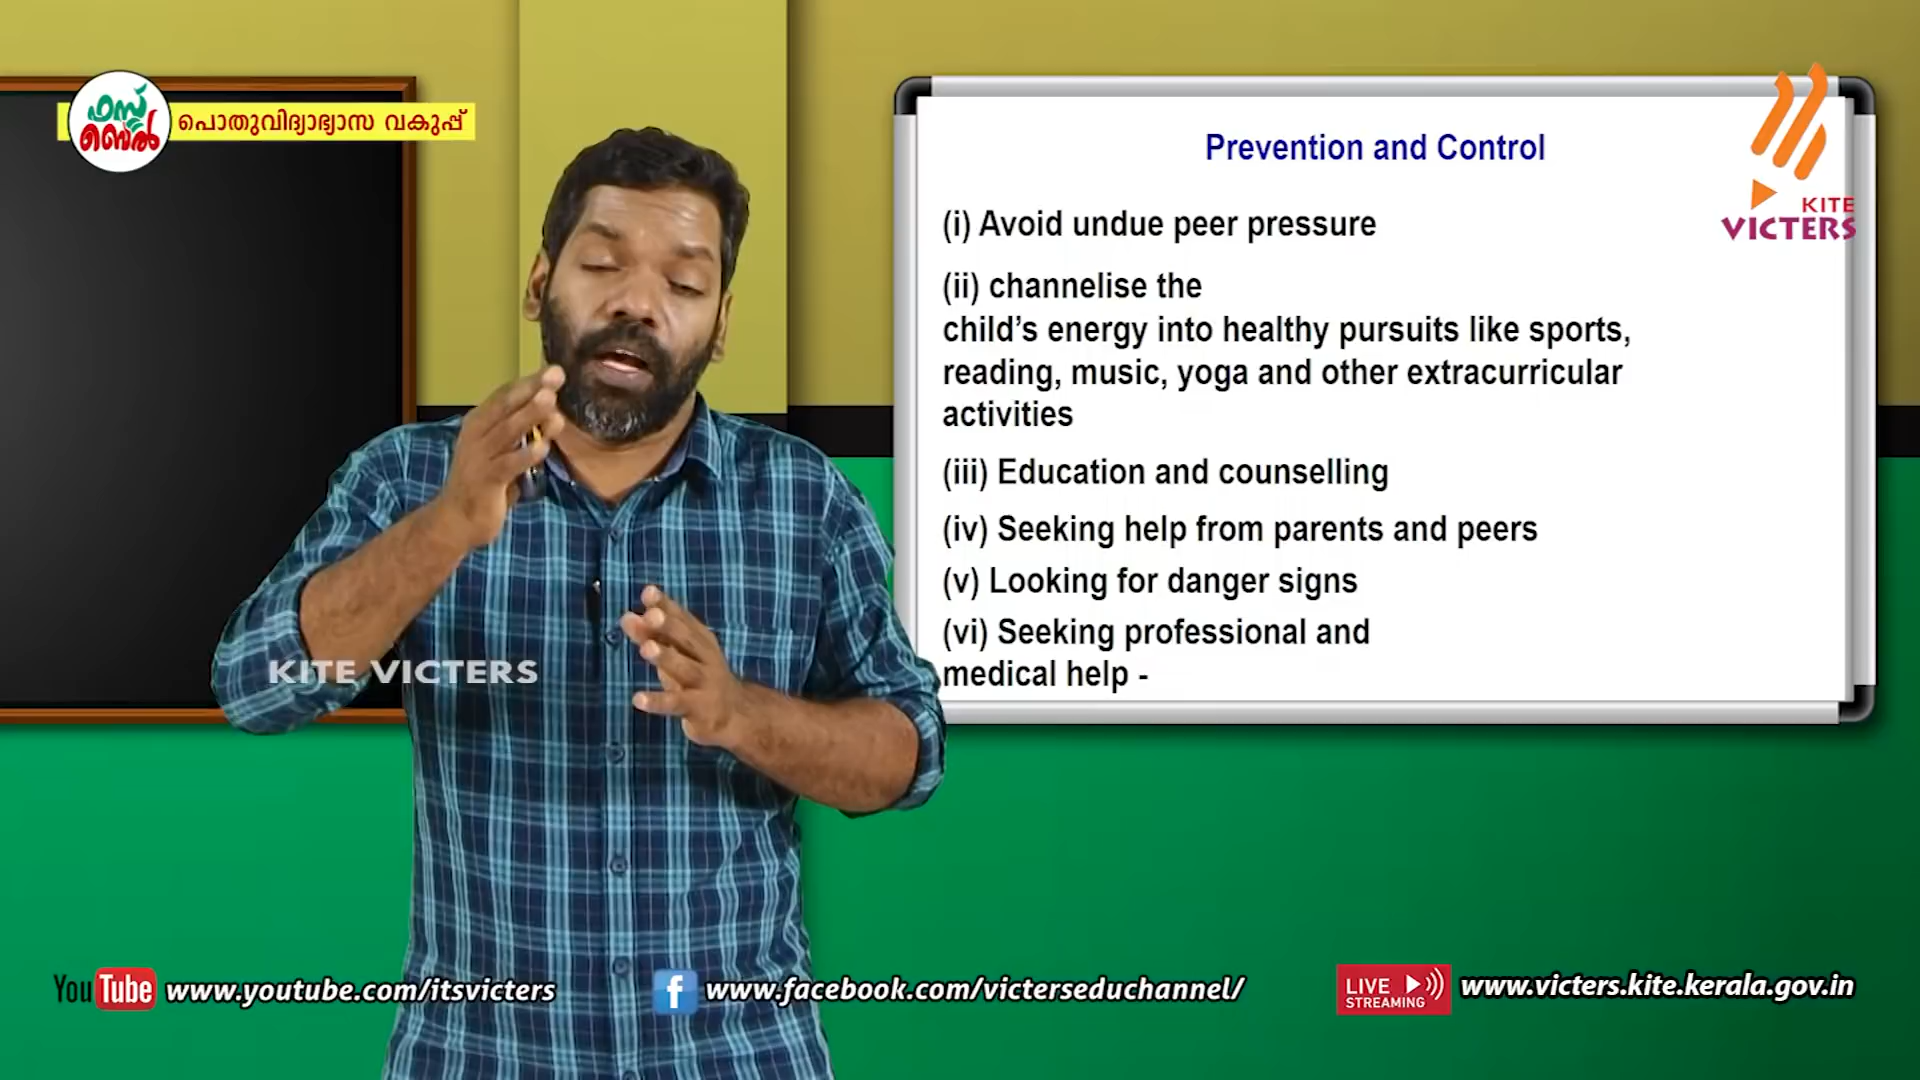 ഫസ്റ്റ്
ബെൽ
പൊതുവിദ്യാഭ്യാസ വകുപ്പ്
Prevention and Control
KITE
VICTERS
(i) Avoid undue peer pressure
(ii) channelise the
child’s energy into healthy pursuits like sports,
reading, music, yoga and other extracurricular
activities
(iii) Education and counselling
(iv) Seeking help from parents and peers
(v) Looking for danger signs
(vi) Seeking professional and
medical help -
KITE VICTERS
YouTube www.youtube.com/itsvicters
f www.facebook.com/victerseduchannel/
LIVE
STREAMING
www.victers.kite.kerala.gov.in